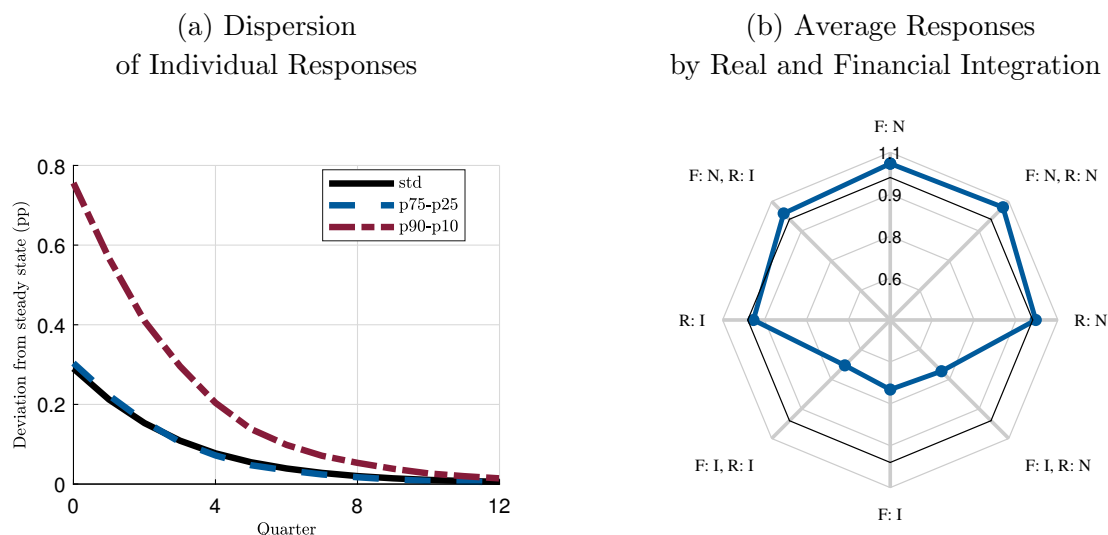 (a) Dispersion
of Individual Responses
0.8
0.6
0.4
0.2
0
0
4
8
12
Deviation from steady state (pp)
Quarter
std
p75-p25
p90-p10
(b) Average Responses
by Real and Financial Integration
F: N
F: N, R: I
F: N, R: N
R: I
R: N
F: I, R: I
F: I, R: N
F: I
1.1
0.9
0.8
0.6